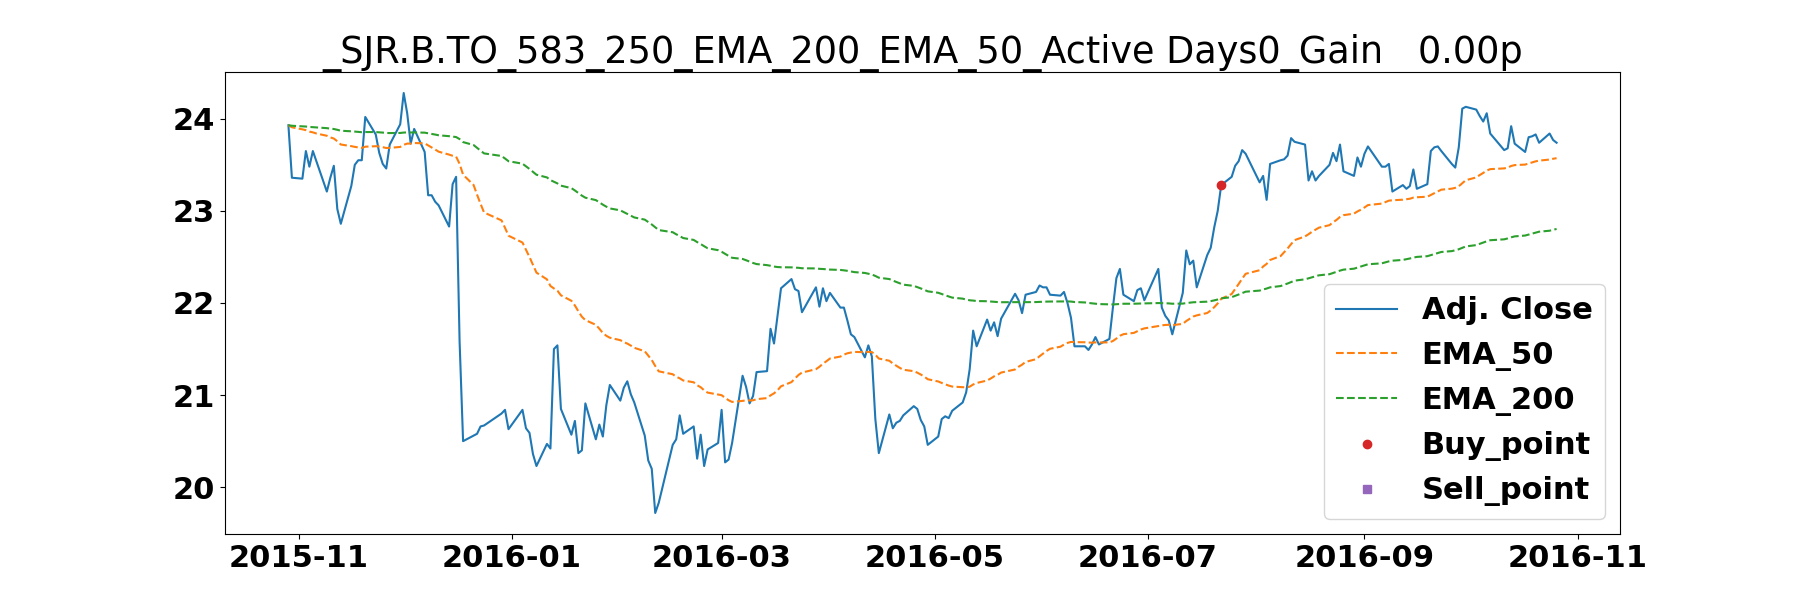 _SJR.B.TO_583_250_EMA_200_EMA_50_Active Days0_Gain   0.00p
24
23
22
21
20
Adj. Close
EMA_50
EMA_200
Buy_point
Sell_point
2015-11 2016-01 2016-03 2016-05 2016-07 2016-09 2016-11